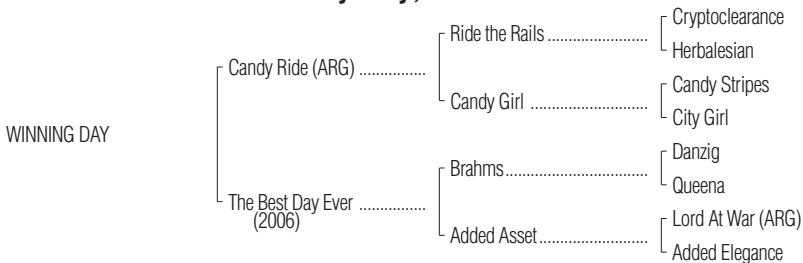 Cryptoclearance
Ride the Rails
Herbalesian
Candy Ride (ARG)
Candy Stripes
Candy Girl
City Girl
WINNING DAY
Danzig
Brahms
Queena
The Best Day Ever
(2006)
Lord At War (ARG)
Added Asset
Added Elegance